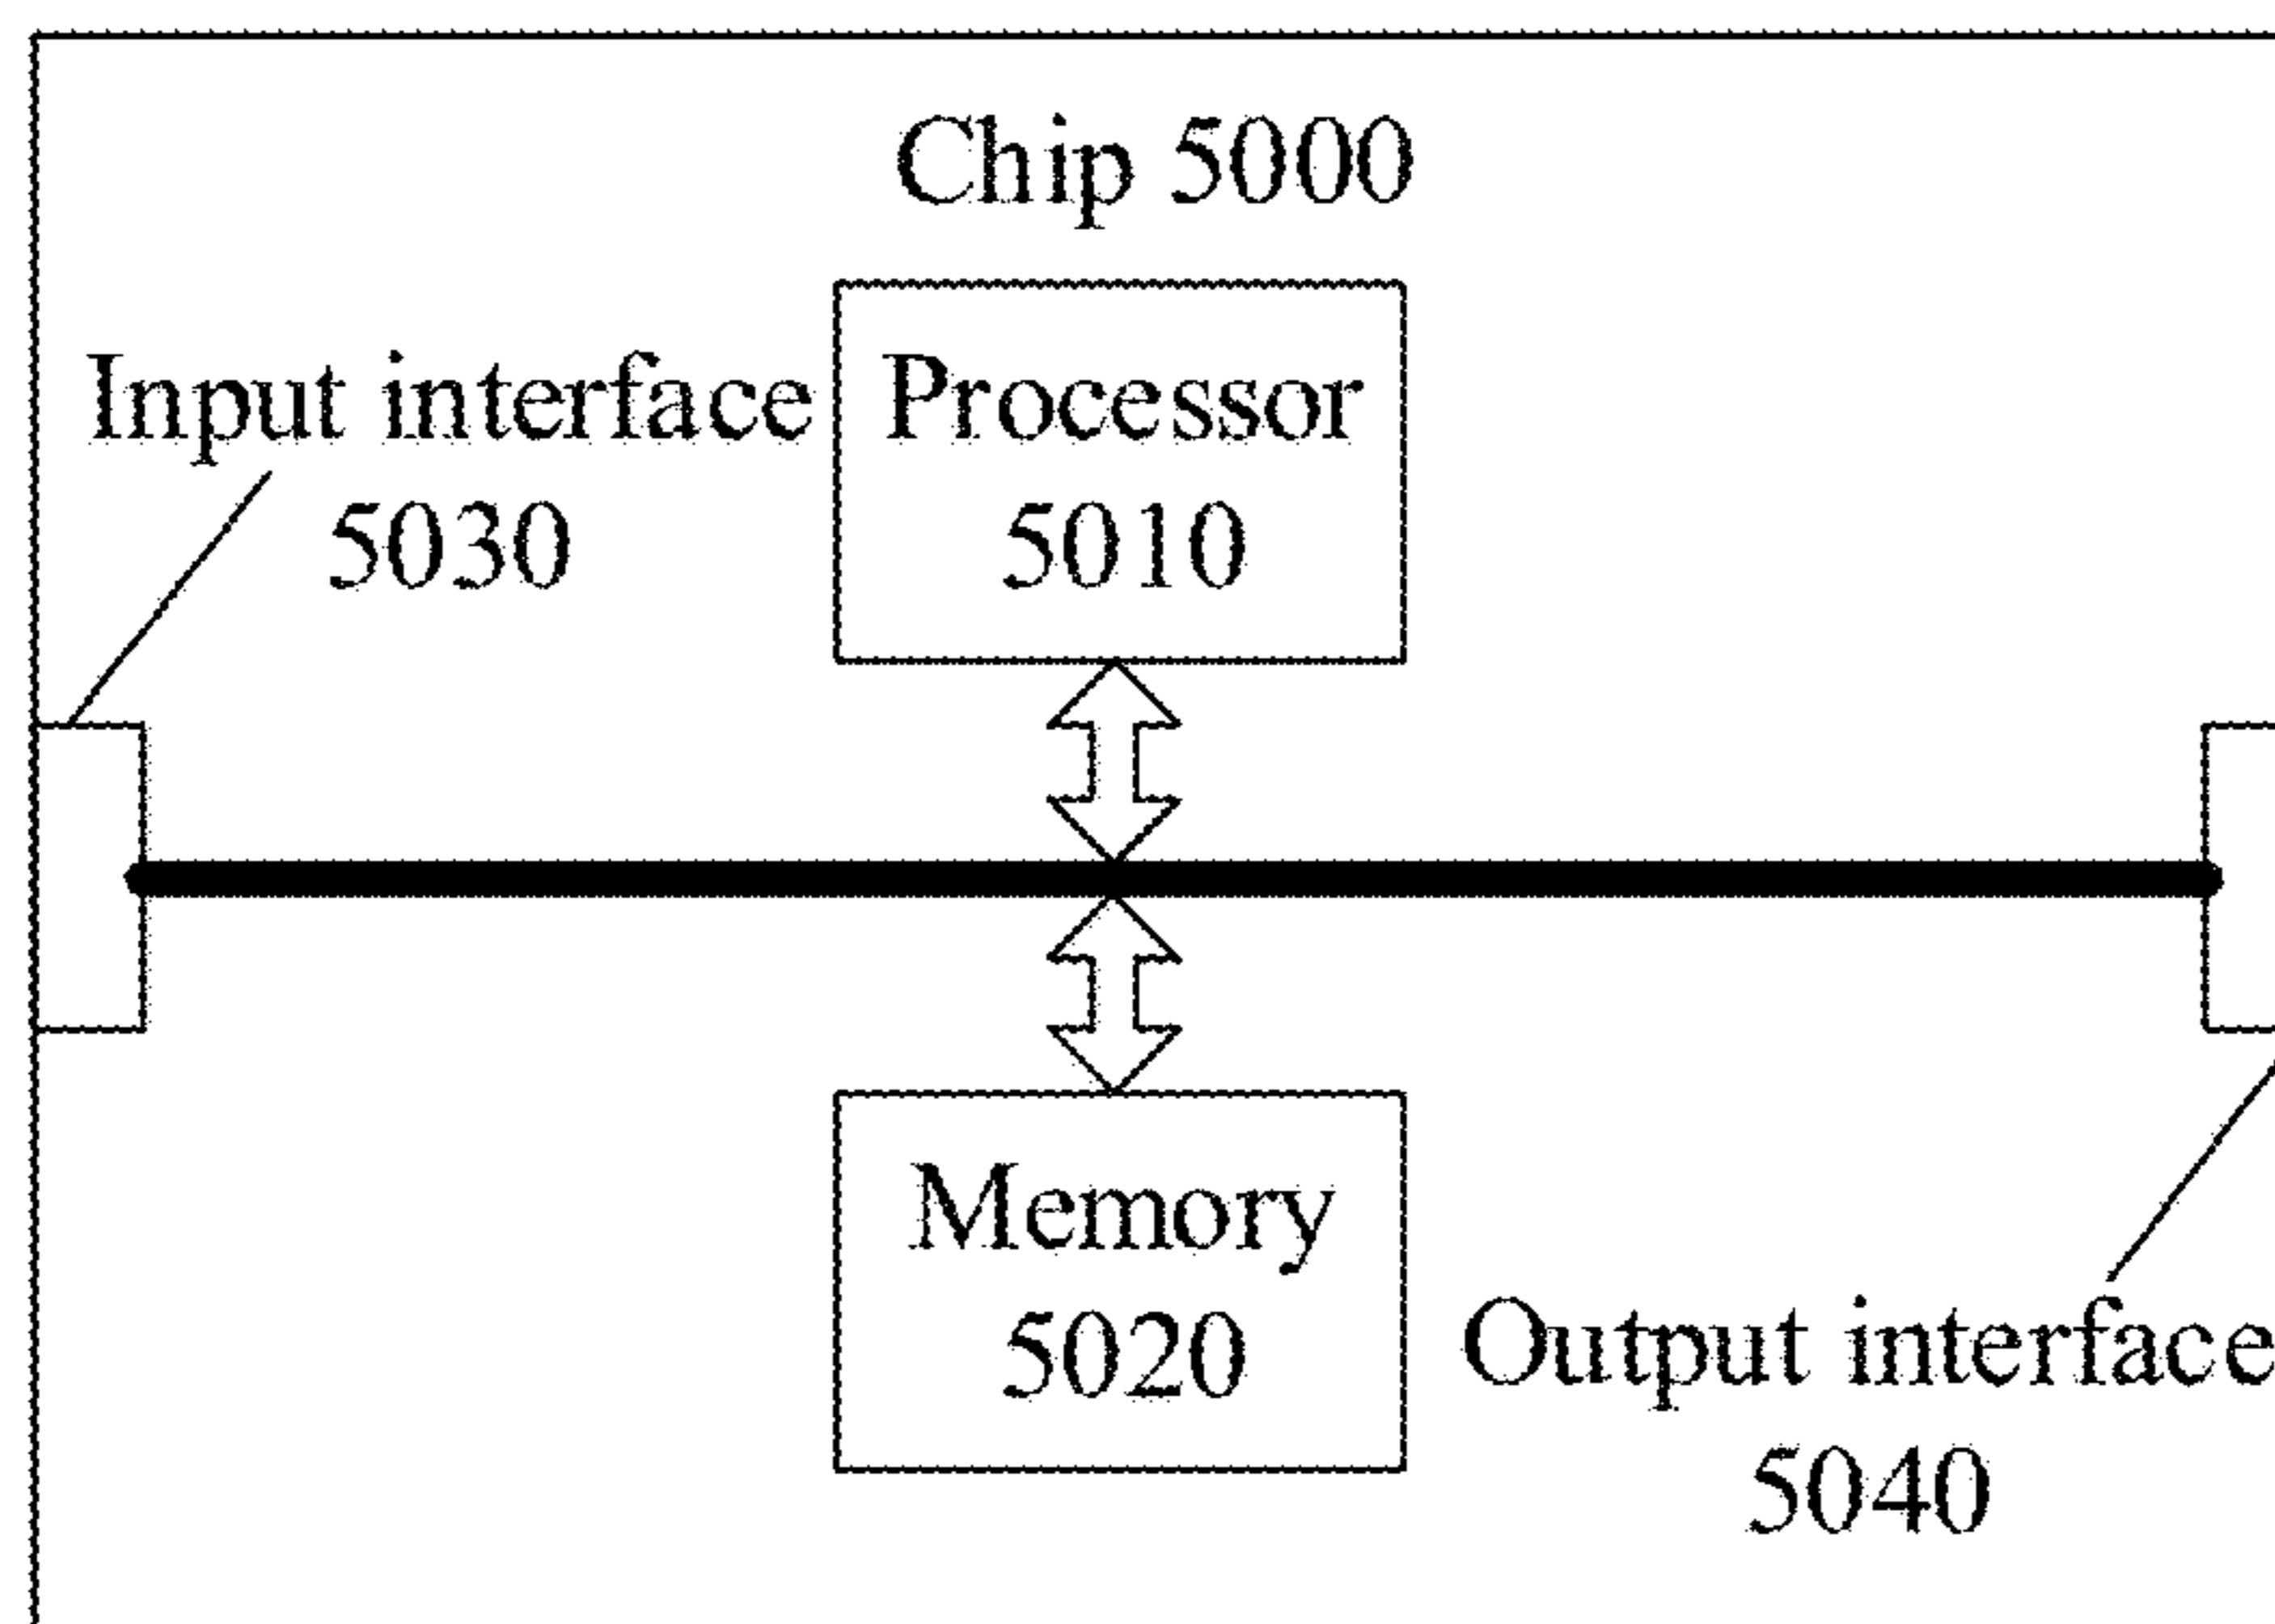 Chip 5000
Input interface
5030
Processor
5010
Memory
5020
Output interface
5040